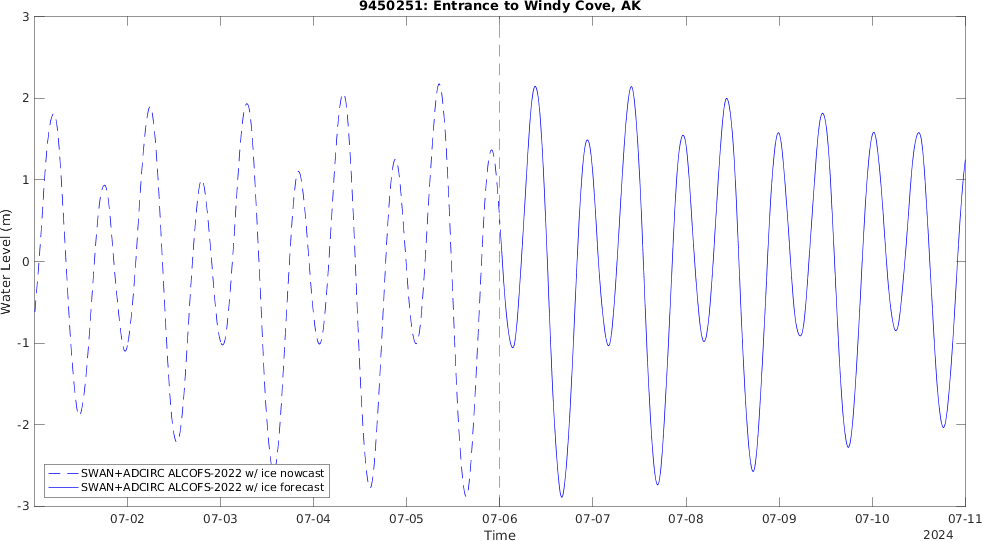 9450251: Entrance to Windy Cove, AK
3
2
1
0
-1
-2
-3
Water Level (m)
SWAN+ADCIRC ALCOFS-2022 w/ ice nowcast
SWAN+ADCIRC ALCOFS-2022 w/ ice forecast
07-02 07-03 07-04 07-05 07-06 07-07 07-08 07-09 07-10 07-11
Time
2024